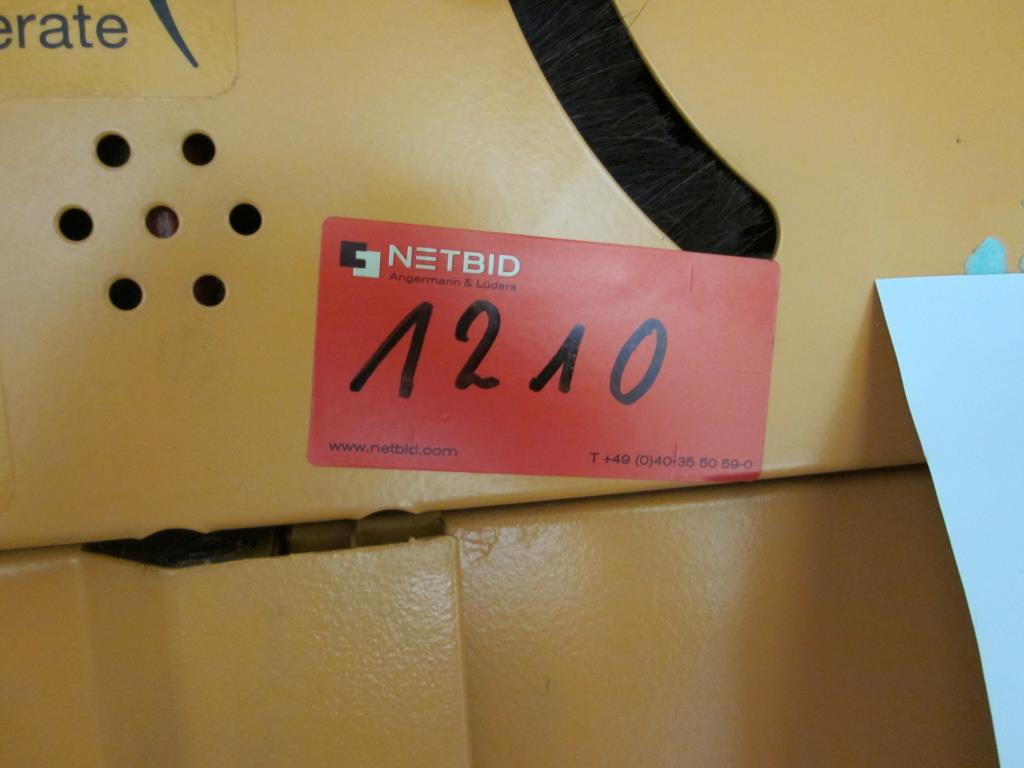 erate
NETBID
Angermann & Lüders
1210
www.netbid.com
T +49 (0)40-35 50 59-0